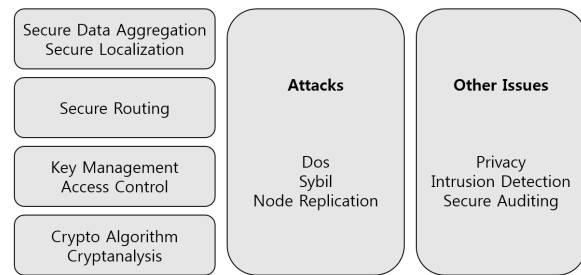 Secure Data Aggregation
Secure Localization
Secure Routing
Key Management
Access Control
Crypto Algorithm
Cryptanalysis
Attacks
Dos
Sybil
Node Replication
Other Issues
Privacy
Intrusion Detection
Secure Auditing